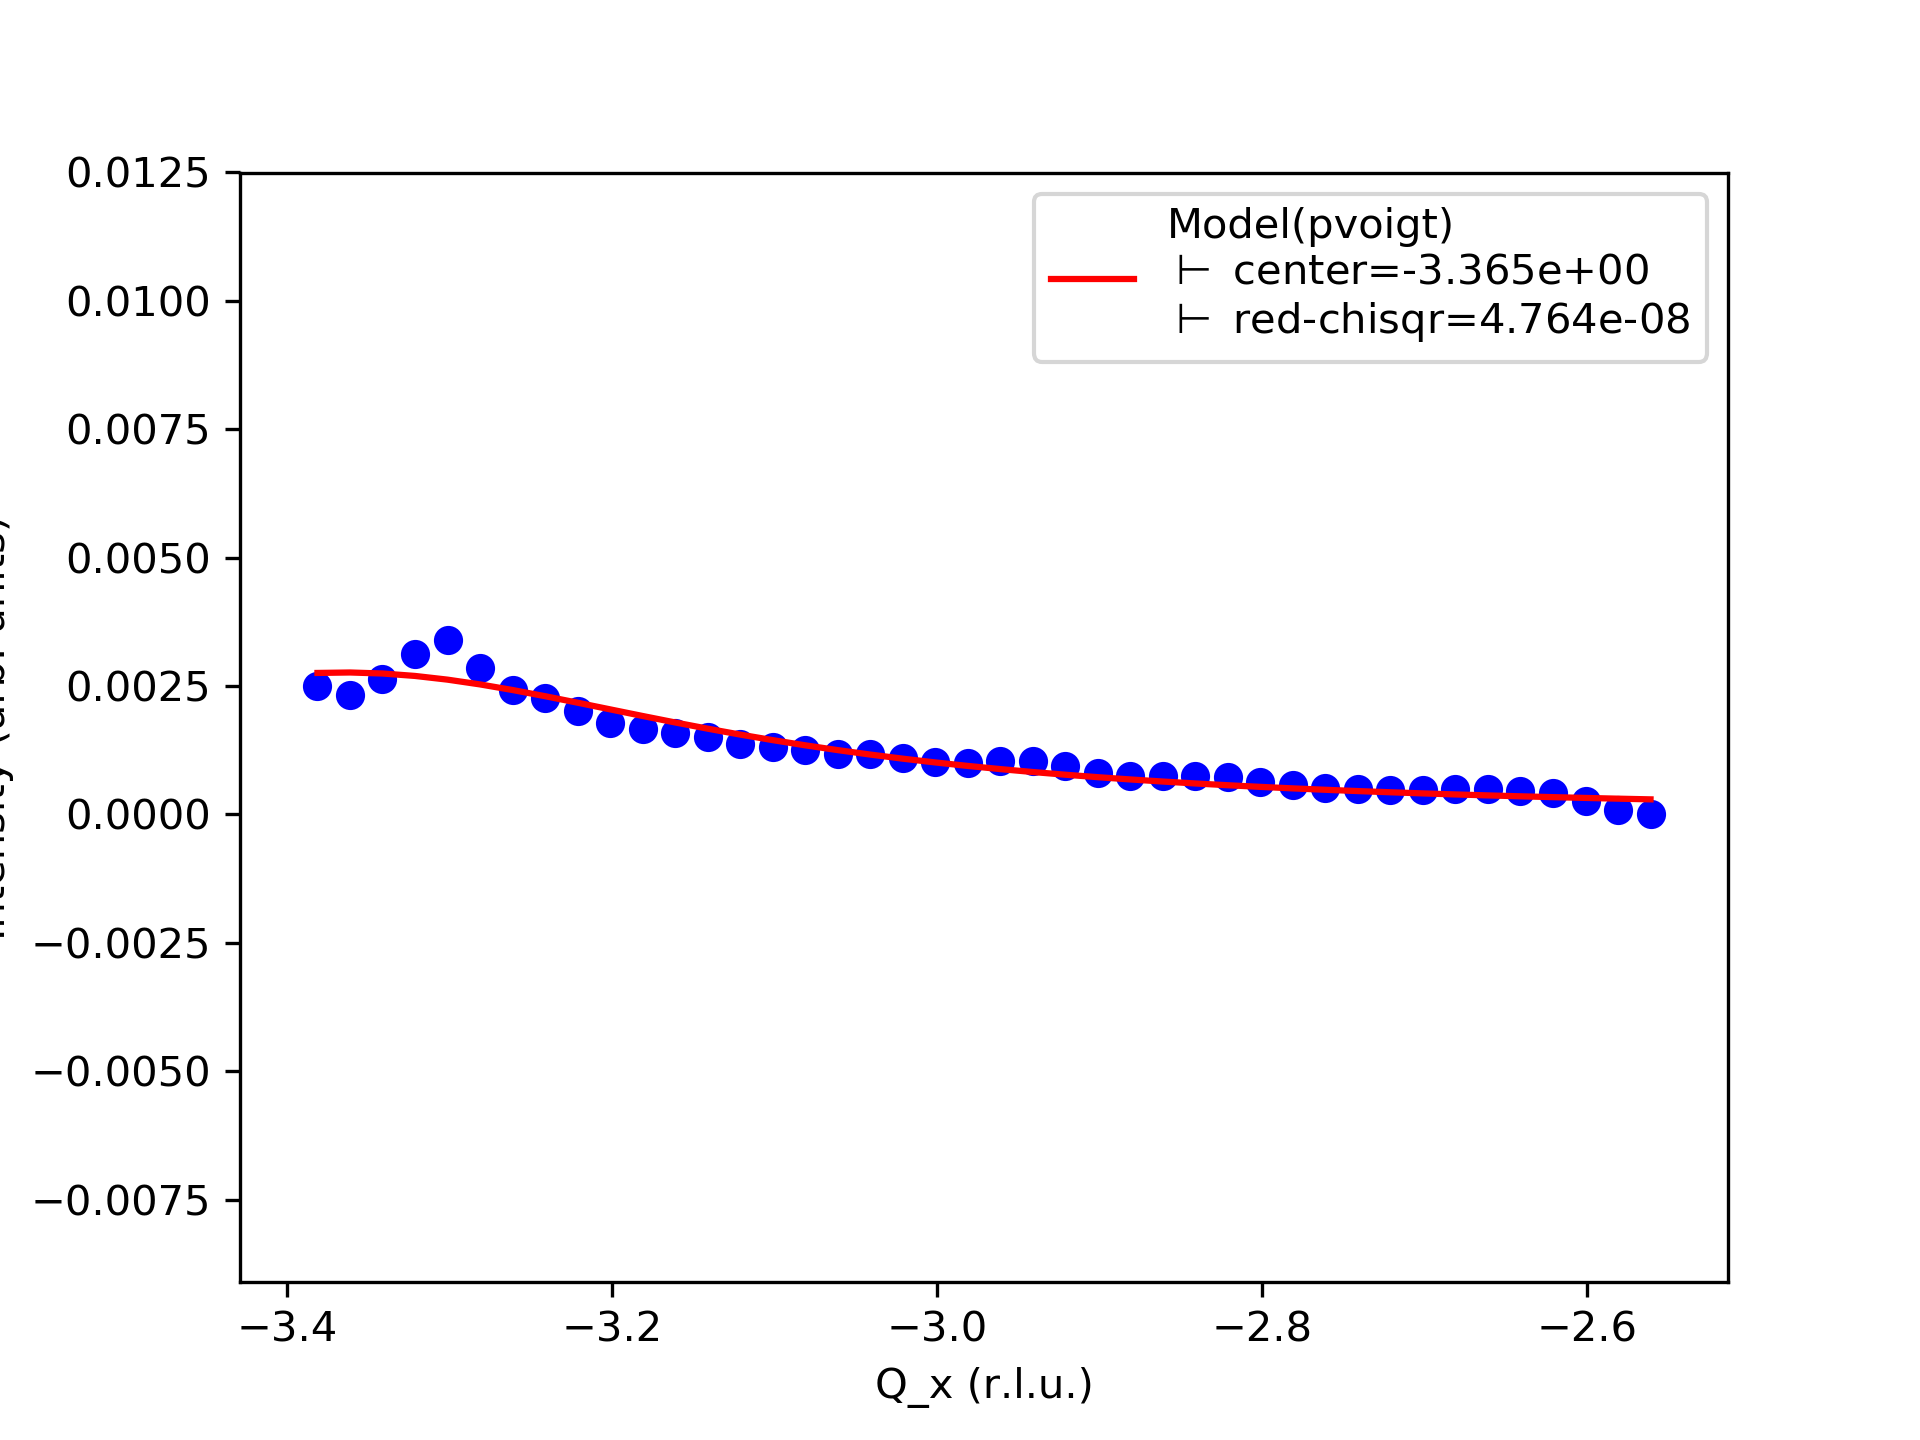 0.0125
0.0100
0.0075
0.0050
0.0025
0.0000
−0.0025
−0.0050
−0.0075
Model(pvoigt)
⊢ center=-3.365e+00
⊢ red-chisqr=4.764e-08
−3.4 −3.2 −3.0 −2.8 −2.6
Q_x (r.l.u.)